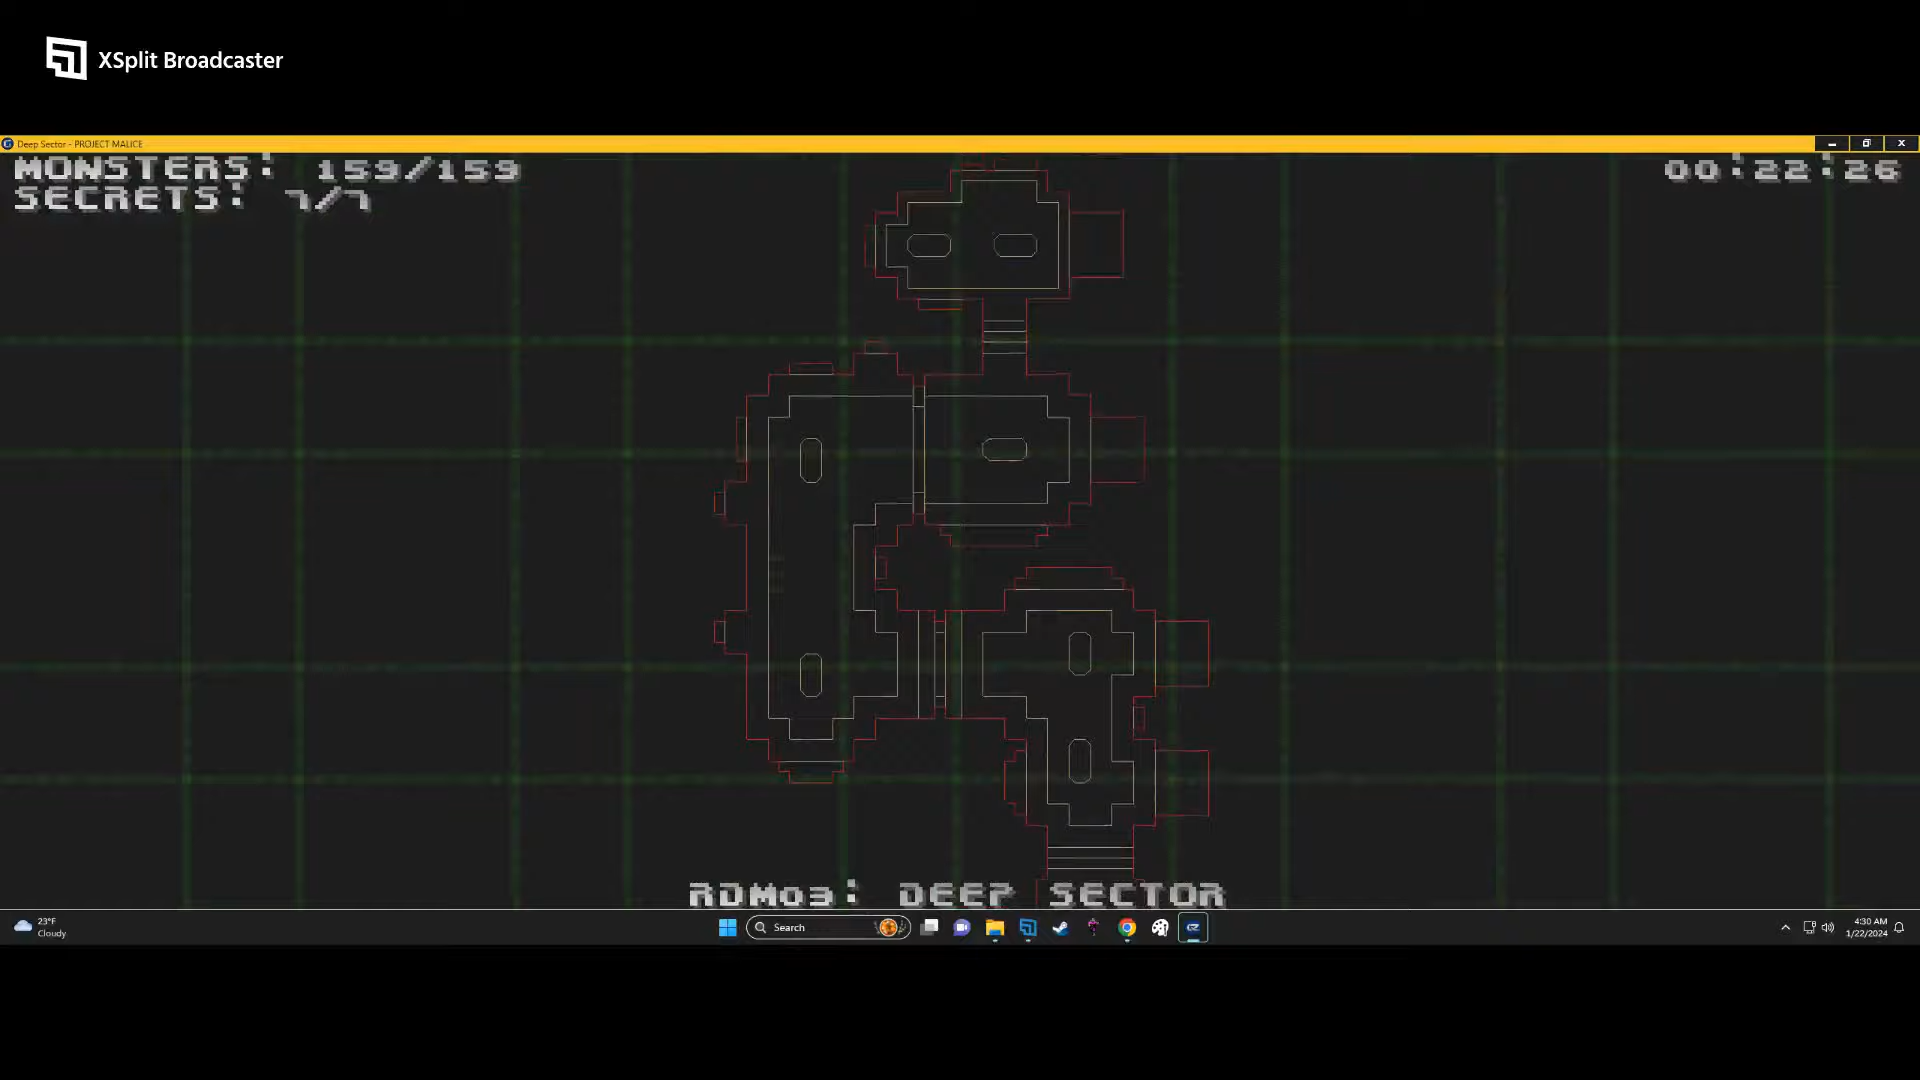 XSplit Broadcaster
Deep Sector - PROJECT MALICE
MONSTERS: 159/159
00:22:26
SECRETS: 7/7
RDM03: DEEP SECTOR
23°F
Cloudy
Search
4:30 AM
1/22/2024